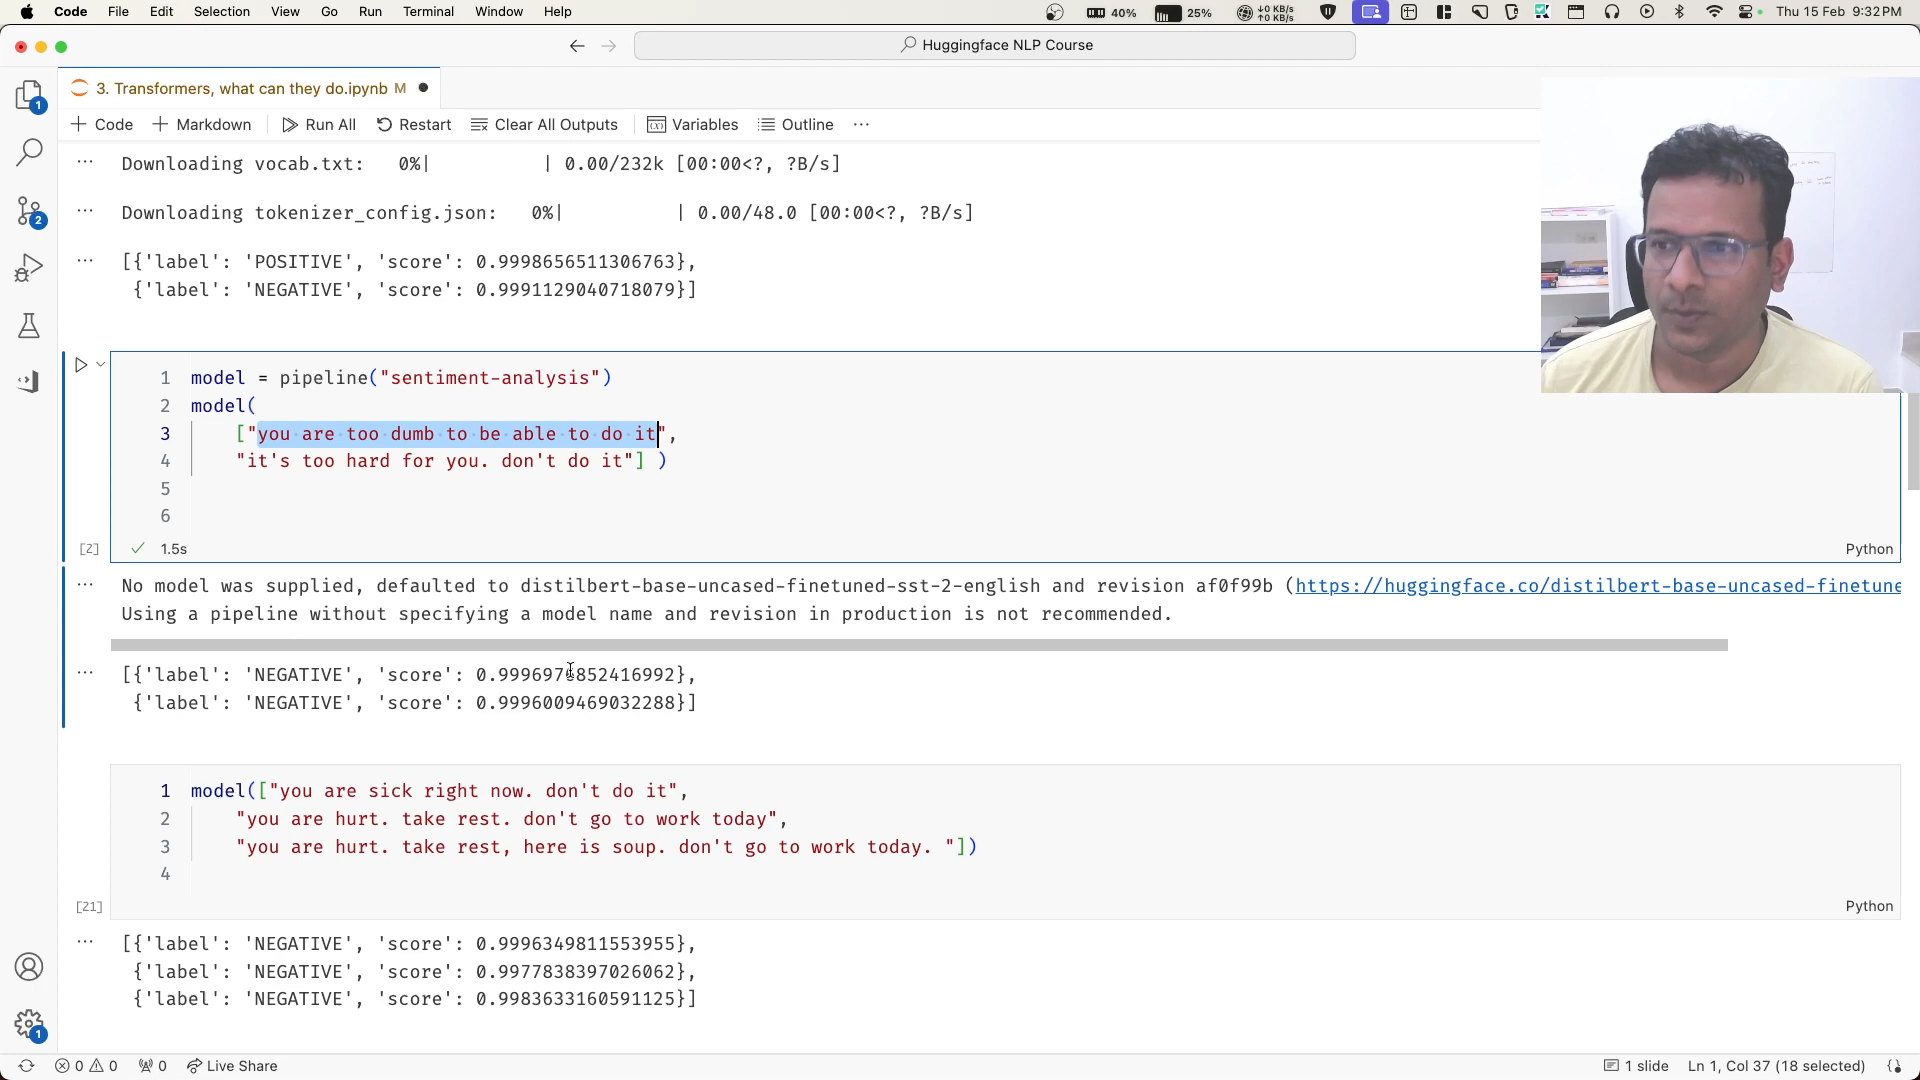 Code File Edit Selection View Go Run Terminal Window Help 40% 25% ↓0 KB/s ↑0 KB/s Thu 15 Feb 9:32 PM
Huggingface NLP Course
3. Transformers, what can they do.ipynb M
Code Markdown Run All Restart Clear All Outputs Variables Outline ...
... Downloading vocab.txt: 0%| | 0.00/232k [00:00<?, ?B/s]
... Downloading tokenizer_config.json: 0%| | 0.00/48.0 [00:00<?, ?B/s]
... [{'label': 'POSITIVE', 'score': 0.9998656511306763},
{'label': 'NEGATIVE', 'score': 0.9991129040718079}]
1 model = pipeline("sentiment-analysis")
2 model(
3 ["you are too dumb to be able to do it",
4 "it's too hard for you. don't do it"] )
5
6
[2] 1.5s Python
... No model was supplied, defaulted to distilbert-base-uncased-finetuned-sst-2-english and revision af0f99b (https://huggingface.co/distilbert-base-uncased-finetune
Using a pipeline without specifying a model name and revision in production is not recommended.
... [{'label': 'NEGATIVE', 'score': 0.9996976852416992},
{'label': 'NEGATIVE', 'score': 0.9996009469032288}]
1 model(["you are sick right now. don't do it",
2 "you are hurt. take rest. don't go to work today",
3 "you are hurt. take rest, here is soup. don't go to work today. "])
4
[21] Python
... [{'label': 'NEGATIVE', 'score': 0.9996349811553955},
{'label': 'NEGATIVE', 'score': 0.9977838397026062},
{'label': 'NEGATIVE', 'score': 0.9983633160591125}]
0 0 0 Live Share 1 slide Ln 1, Col 37 (18 selected)